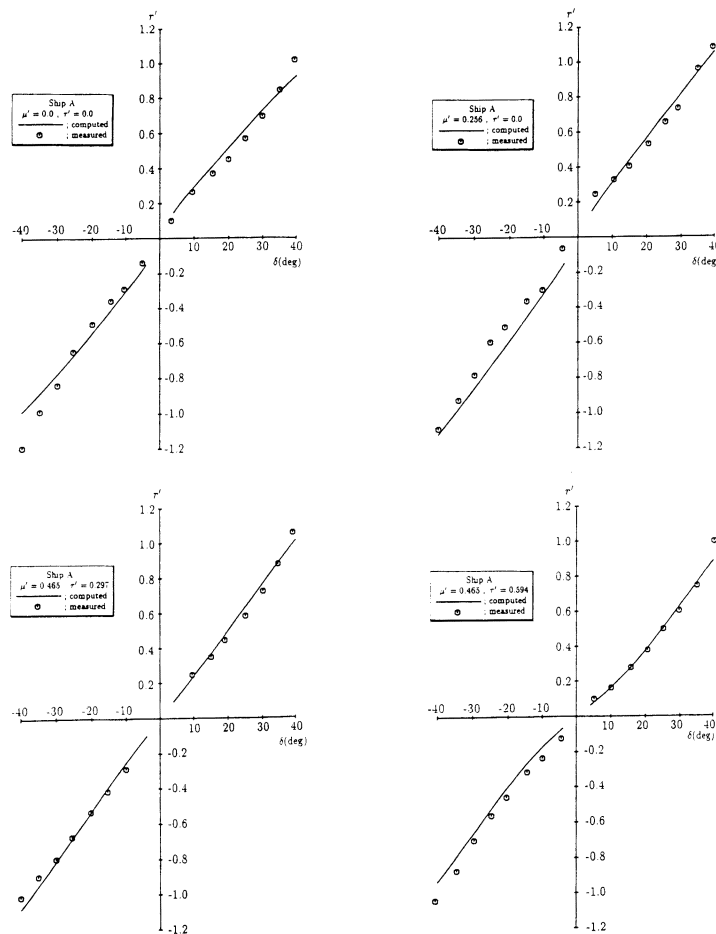 r′
1.2
1.0
0.8
0.6
0.4
0.2
Ship A
μ′ = 0.0 , τ′ = 0.0
; computed
; measured
-40 -30 -20 -10
10 20 30 40
δ(deg)
-0.2
-0.4
-0.6
-0.8
-1.0
-1.2
r′
1.2
1.0
0.8
0.6
0.4
0.2
Ship A
μ′ = 0.256 , τ′ = 0.0
; computed
; measured
-40 -30 -20 -10
10 20 30 40
δ(deg)
-0.2
-0.4
-0.6
-0.8
-1.0
-1.2
r′
1.2
1.0
0.8
0.6
0.4
0.2
Ship A
μ′ = 0.465 τ′ = 0.297
; computed
; measured
-40 -30 -20 -10
10 20 30 40
δ(deg)
-0.2
-0.4
-0.6
-0.8
-1.0
-1.2
r′
1.2
1.0
0.8
0.6
0.4
0.2
Ship A
μ′ = 0.465 , τ′ = 0.594
; computed
; measured
-40 -30 -20 -10
10 20 30 40
δ(deg)
-0.2
-0.4
-0.6
-0.8
-1.0
-1.2